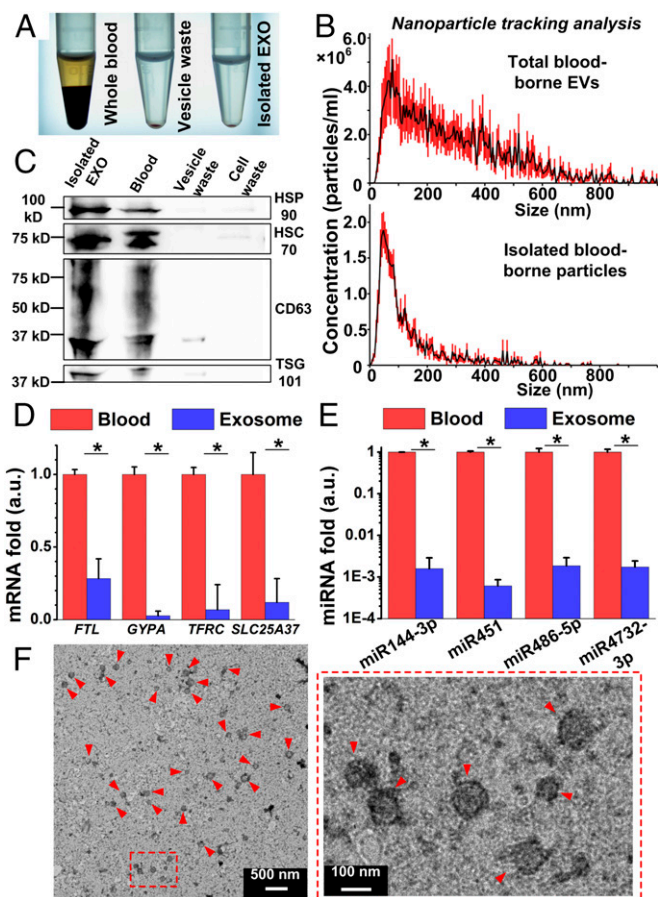 A
Whole blood
Vesicle waste
Isolated EXO
B
Nanoparticle tracking analysis
×10⁶
6.0
4.0
2.0
0
Total blood-
borne EVs
0 200 400 600 800
Size (nm)
2.0
1.5
1.0
0.5
0
Isolated blood-
borne particles
0 200 400 600 800
Size (nm)
Concentration (particles/ml)
C
Isolated
EXO
Blood
Vesicle
waste
Cell
waste
100
kD
HSP
90
75 kD
HSC
70
75 kD
50 kD
37 kD
CD63
37 kD
TSG
101
D
Blood
Exosome
mRNA fold (a.u.)
1.0
0.5
0.0
* * * *
FTL GYPA TFRC SLC25A37
E
Blood
Exosome
miRNA fold (a.u.)
1
0.1
0.01
1E-3
1E-4
* * * *
miR144-3p
miR451
miR486-5p
miR4732-
3p
F
500 nm
100 nm